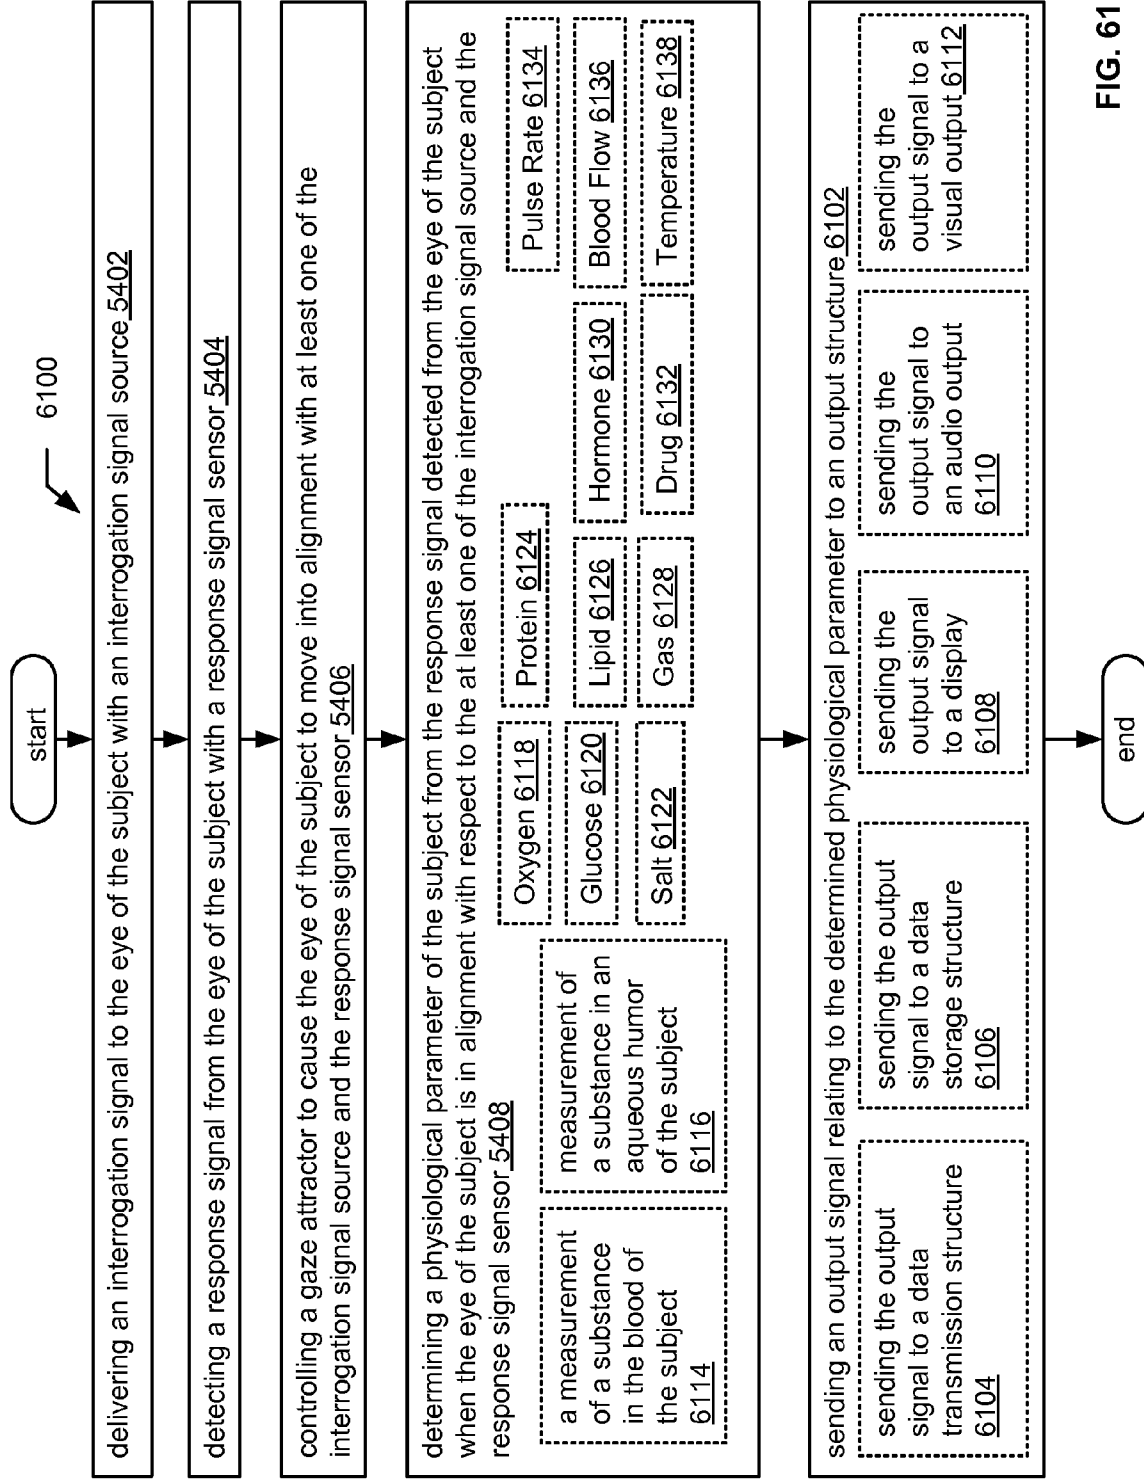 start
6100
delivering an interrogation signal to the eye of the subject with an interrogation signal source 5402
detecting a response signal from the eye of the subject with a response signal sensor 5404
controlling a gaze attractor to cause the eye of the subject to move into alignment with at least one of the
interrogation signal source and the response signal sensor 5406
determining a physiological parameter of the subject from the response signal detected from the eye of the subject
when the eye of the subject is in alignment with respect to the at least one of the interrogation signal source and the
response signal sensor 5408
a measurement
of a substance
in the blood of
the subject
6114
measurement of
a substance in an
aqueous humor
of the subject
6116
Oxygen 6118
Glucose 6120
Salt 6122
Protein 6124
Lipid 6126
Gas 6128
Hormone 6130
Drug 6132
Pulse Rate 6134
Blood Flow 6136
Temperature 6138
sending an output signal relating to the determined physiological parameter to an output structure 6102
sending the output
signal to a data
transmission structure
6104
sending the output
signal to a data
storage structure
6106
sending the
output signal
to a display
6108
sending the
output signal to
an audio output
6110
sending the
output signal to a
visual output 6112
end
FIG. 61